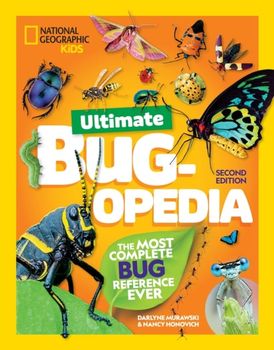 NATIONAL
GEOGRAPHIC
KiDS
Ultimate
BUG-
SECOND
EDITION
OPEDIA
THE MOST
COMPLETE
BUG
REFERENCE
EVER
DARLYNE MURAWSKI
& NANCY HONOVICH